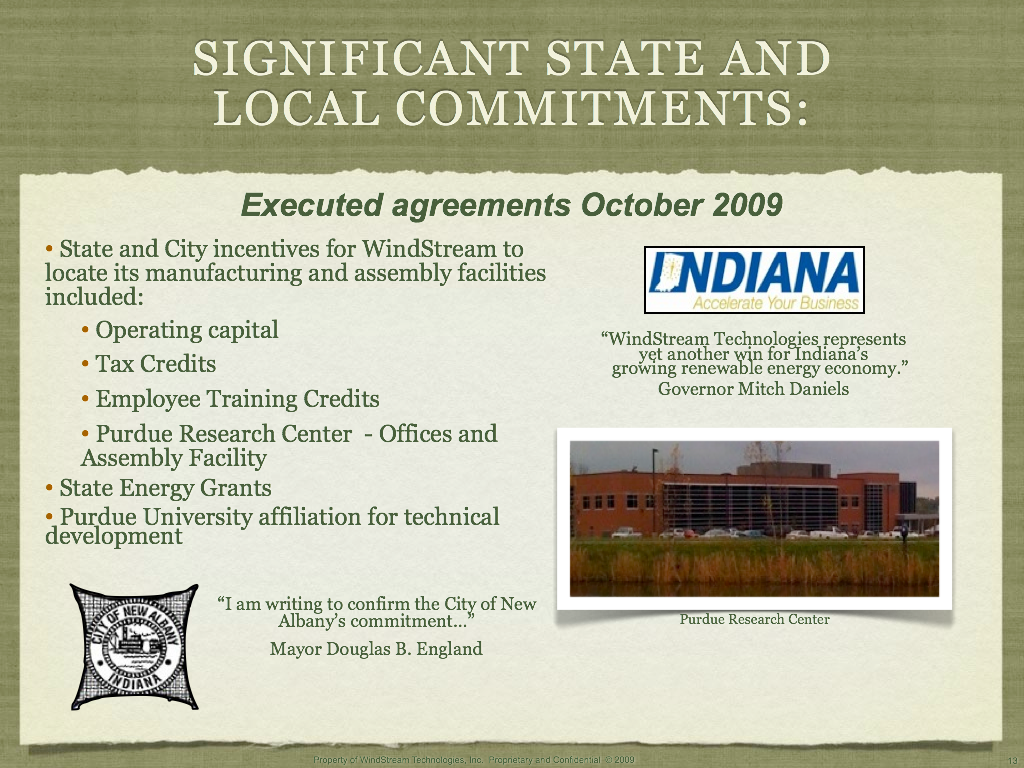 SIGNIFICANT STATE AND
LOCAL COMMITMENTS:
Executed agreements October 2009
• State and City incentives for WindStream to
locate its manufacturing and assembly facilities
included:
• Operating capital
• Tax Credits
• Employee Training Credits
• Purdue Research Center - Offices and
Assembly Facility
• State Energy Grants
• Purdue University affiliation for technical
development
INDIANA
Accelerate Your Business
“WindStream Technologies represents
yet another win for Indiana’s
growing renewable energy economy.”
Governor Mitch Daniels
Purdue Research Center
CITY OF NEW ALBANY
INDIANA
“I am writing to confirm the City of New
Albany’s commitment...”
Mayor Douglas B. England
Property of WindStream Technologies, Inc. Proprietary and Confidential © 2009
13